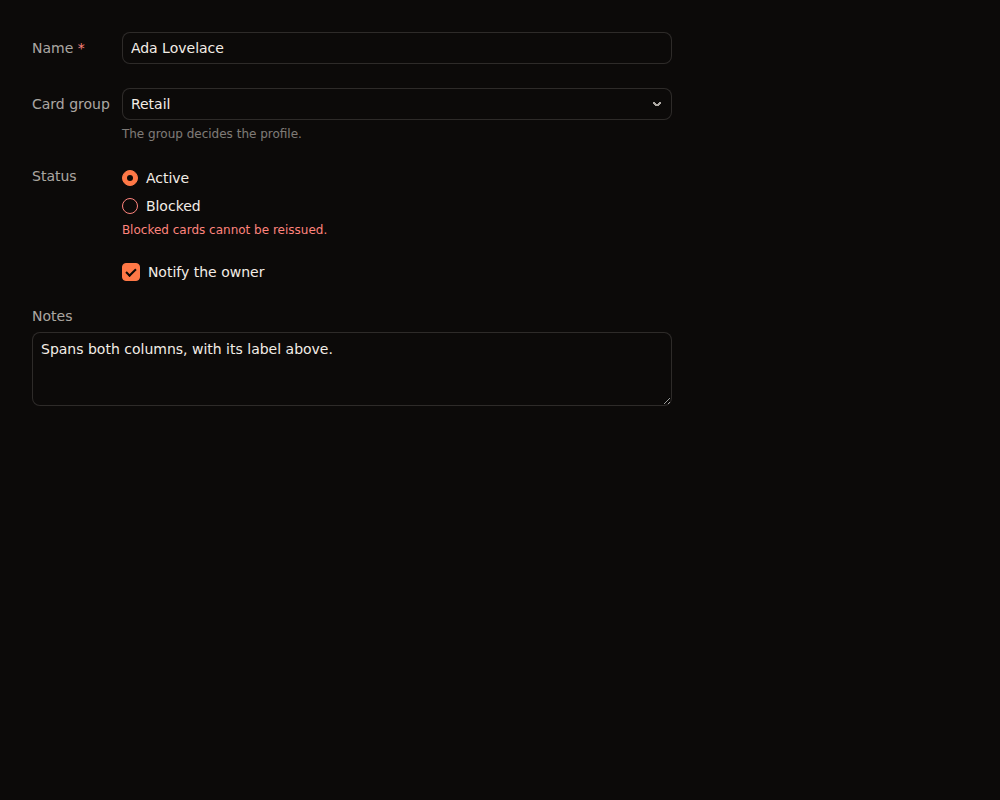 Name *
Ada Lovelace
Card group
Retail
The group decides the profile.
Status
Active
Blocked
Blocked cards cannot be reissued.
Notify the owner
Notes
Spans both columns, with its label above.